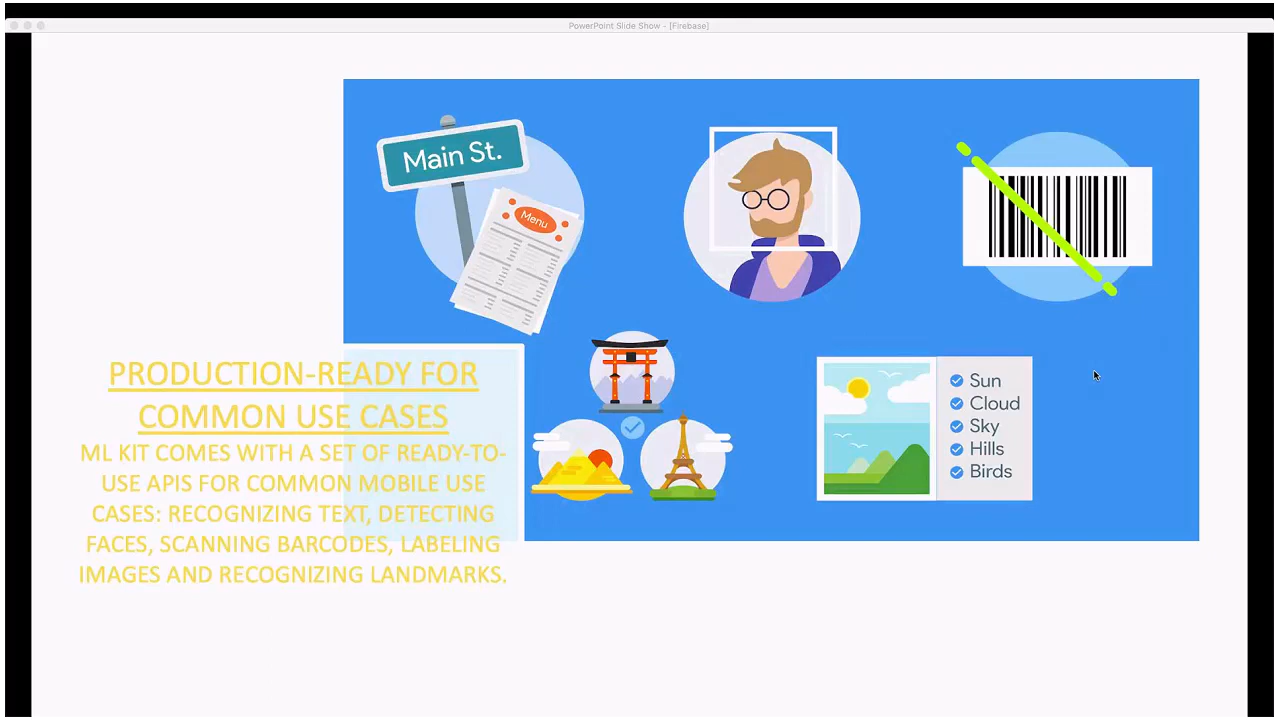 PowerPoint Slide Show - [Firebase]
Main St.
Menu
Sun
Cloud
Sky
Hills
Birds
PRODUCTION-READY FOR
COMMON USE CASES
ML KIT COMES WITH A SET OF READY-TO-
USE APIS FOR COMMON MOBILE USE
CASES: RECOGNIZING TEXT, DETECTING
FACES, SCANNING BARCODES, LABELING
IMAGES AND RECOGNIZING LANDMARKS.